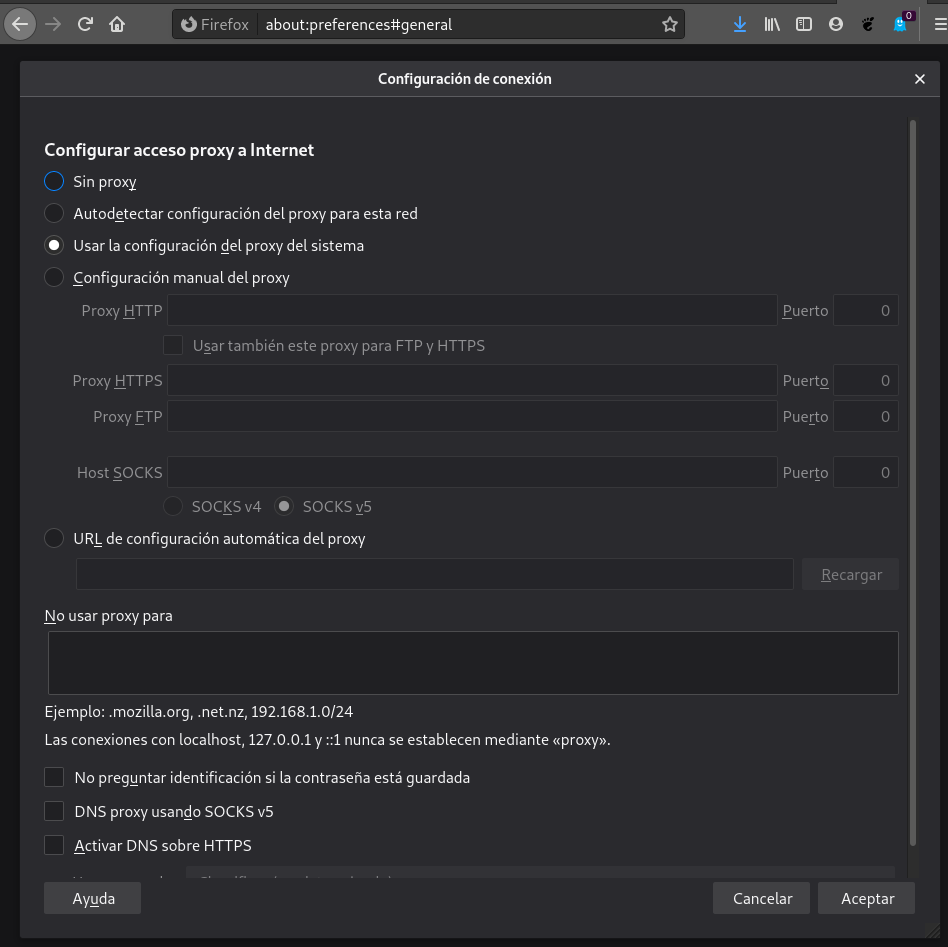 Firefox about:preferences#general
0
Configuración de conexión
Configurar acceso proxy a Internet
Sin proxy
Autodetectar configuración del proxy para esta red
Usar la configuración del proxy del sistema
Configuración manual del proxy
Proxy HTTP Puerto 0
Usar también este proxy para FTP y HTTPS
Proxy HTTPS Puerto 0
Proxy FTP Puerto 0
Host SOCKS Puerto 0
SOCKS v4 SOCKS v5
URL de configuración automática del proxy
Recargar
No usar proxy para
Ejemplo: .mozilla.org, .net.nz, 192.168.1.0/24
Las conexiones con localhost, 127.0.0.1 y ::1 nunca se establecen mediante «proxy».
No preguntar identificación si la contraseña está guardada
DNS proxy usando SOCKS v5
Activar DNS sobre HTTPS
Ayuda Cancelar Aceptar